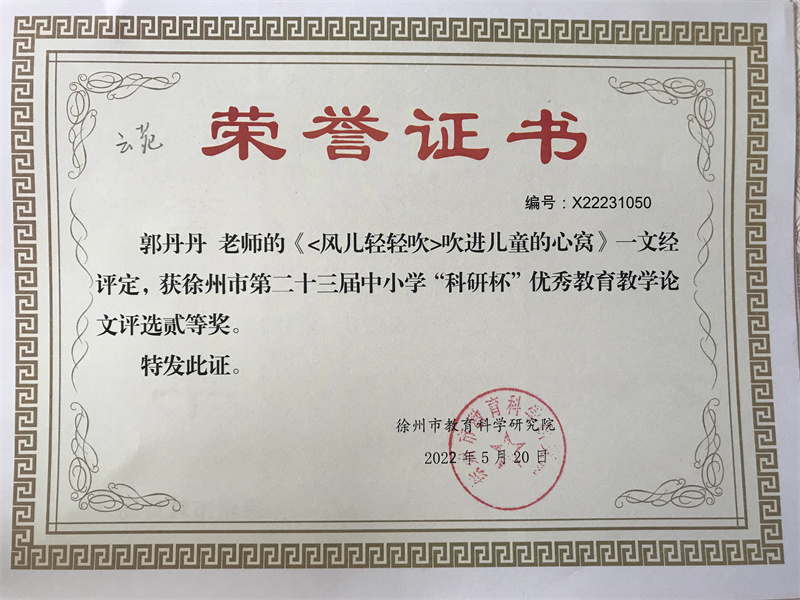 云苑
荣誉证书
编号：X22231050
郭丹丹 老师的《<风儿轻轻吹>吹进儿童的心窝》一文经
评定，获徐州市第二十三届中小学“科研杯”优秀教育教学论
文评选贰等奖。
特发此证。
徐州市教育科学研究院
2022年5月20日